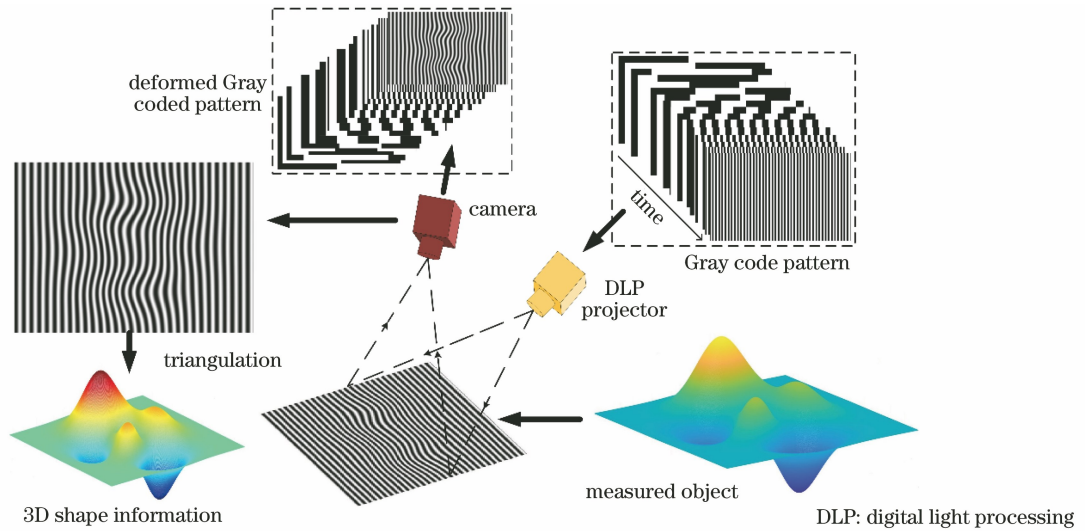 deformed Gray
coded pattern
time
camera
Gray code pattern
DLP
projector
triangulation
measured object
3D shape information
DLP: digital light processing